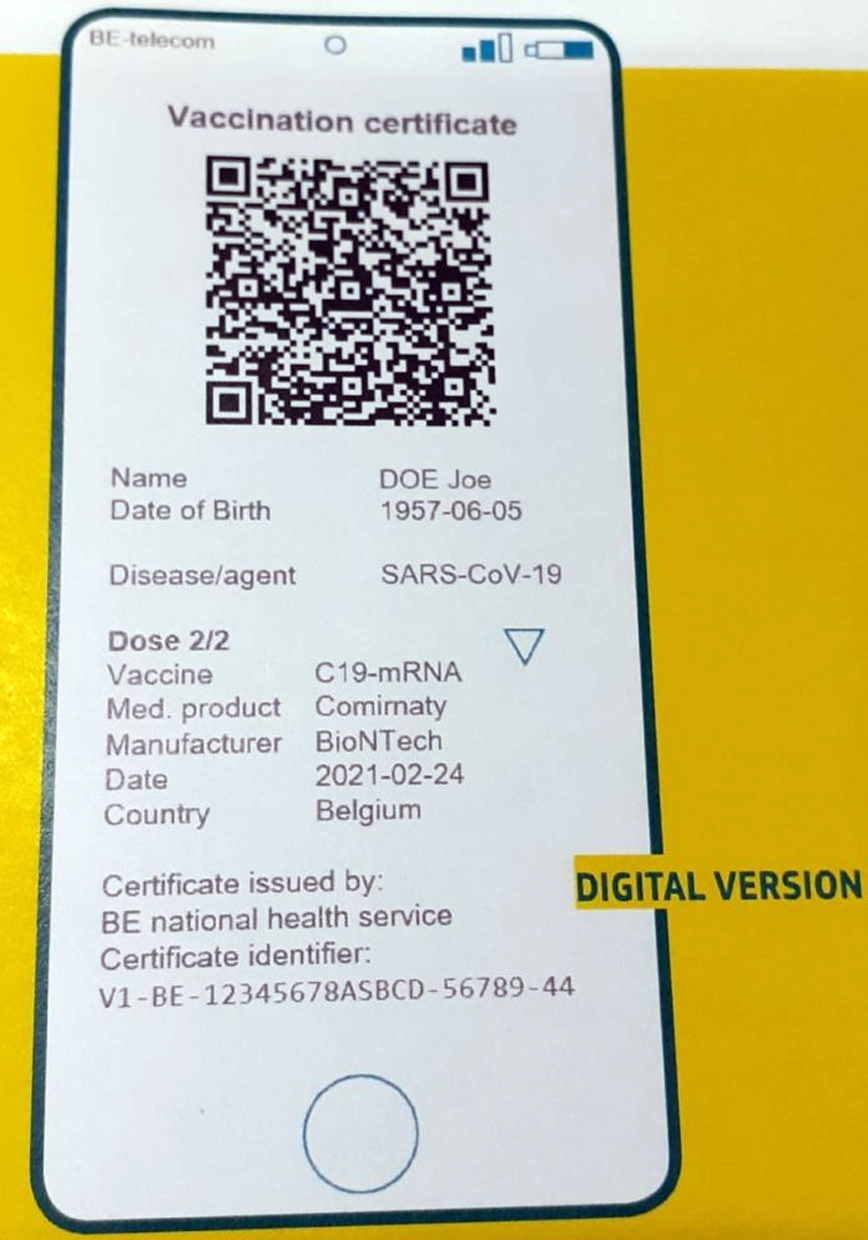 BE-telecom
Vaccination certificate
Name DOE Joe
Date of Birth 1957-06-05
Disease/agent SARS-CoV-19
Dose 2/2
Vaccine C19-mRNA
Med. product Comirnaty
Manufacturer BioNTech
Date 2021-02-24
Country Belgium
Certificate issued by:
BE national health service
Certificate identifier:
V1-BE-12345678ASBCD-56789-44
DIGITAL VERSION